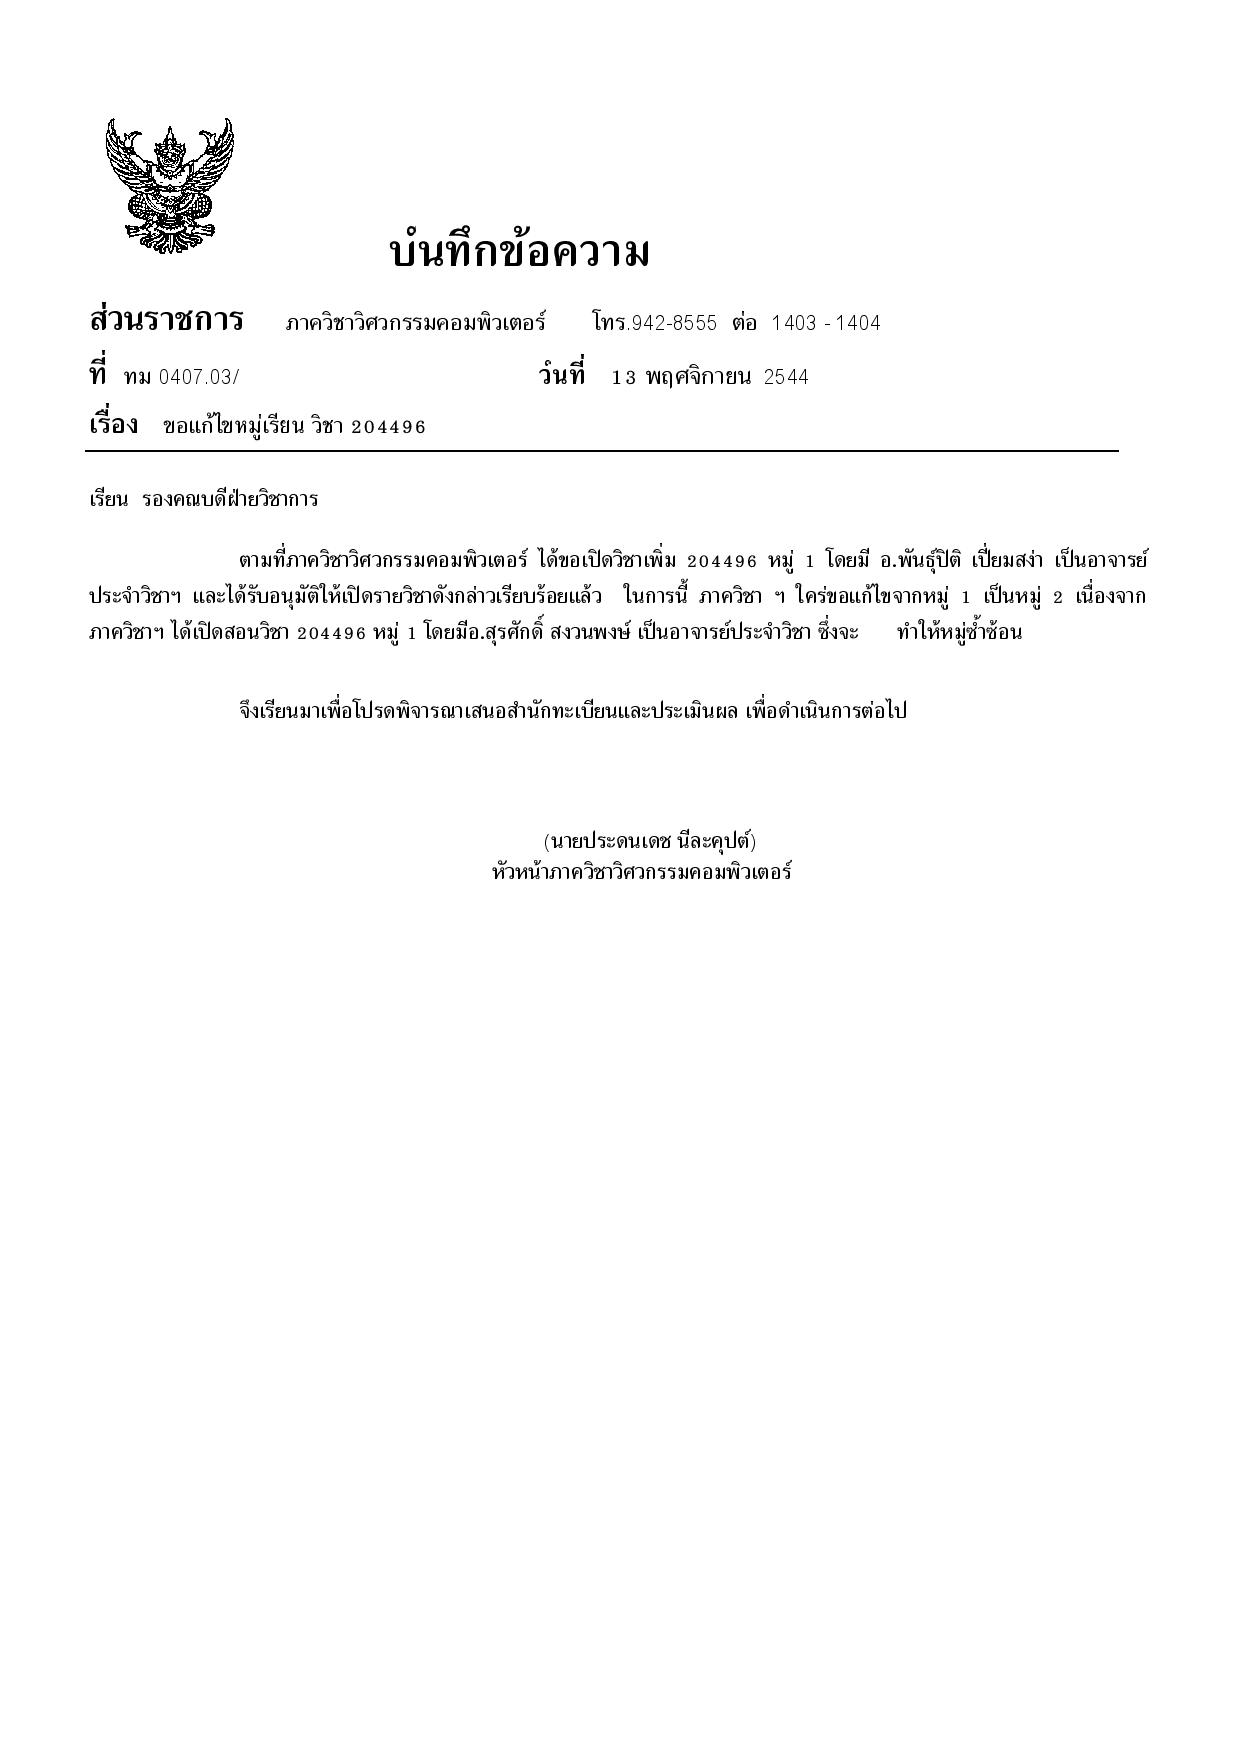 บันทึกข้อความ
ส่วนราชการ ภาควิชาวิศวกรรมคอมพิวเตอร์ โทร.942-8555 ต่อ 1403 - 1404
ที่ ทม 0407.03/ วันที่ 13 พฤศจิกายน 2544
เรื่อง ขอแก้ไขหมู่เรียน วิชา 204496
เรียน รองคณบดีฝ่ายวิชาการ
ตามที่ภาควิชาวิศวกรรมคอมพิวเตอร์ ได้ขอเปิดวิชาเพิ่ม 204496 หมู่ 1 โดยมี อ.พันธุ์ปิติ เปี่ยมสง่า เป็นอาจารย์
ประจำวิชาฯ และได้รับอนุมัติให้เปิดรายวิชาดังกล่าวเรียบร้อยแล้ว ในการนี้ ภาควิชา ฯ ใคร่ขอแก้ไขจากหมู่ 1 เป็นหมู่ 2 เนื่องจาก
ภาควิชาฯ ได้เปิดสอนวิชา 204496 หมู่ 1 โดยมีอ.สุรศักดิ์ สงวนพงษ์ เป็นอาจารย์ประจำวิชา ซึ่งจะ ทำให้หมู่ซ้ำซ้อน
จึงเรียนมาเพื่อโปรดพิจารณาเสนอสำนักทะเบียนและประเมินผล เพื่อดำเนินการต่อไป
(นายประดนเดช นีละคุปต์)
หัวหน้าภาควิชาวิศวกรรมคอมพิวเตอร์